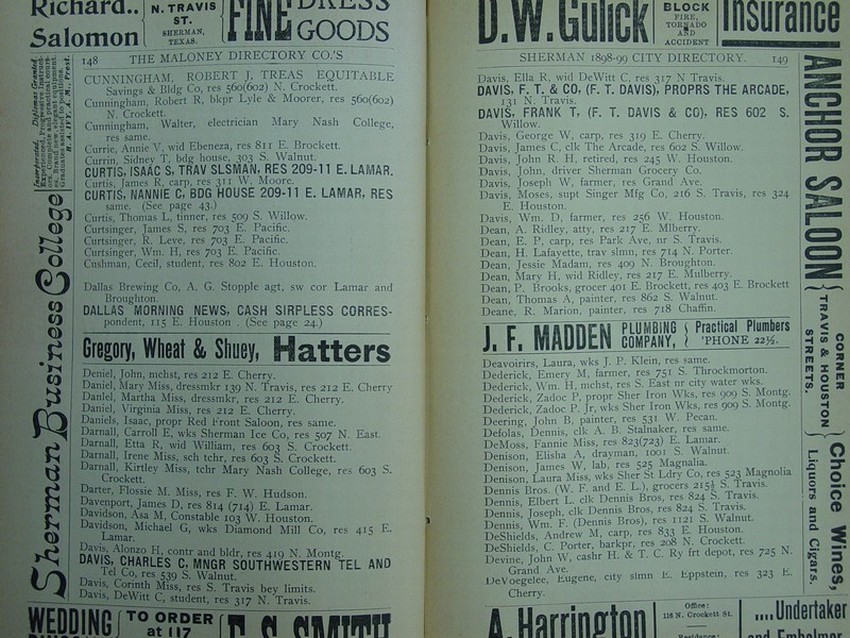 Richard..
Salomon
N. TRAVIS
ST.
SHERMAN,
TEXAS.
FINE
DRESS
GOODS
148 THE MALONEY DIRECTORY CO.'S
CUNNINGHAM, ROBERT J, TREAS EQUITABLE
Savings & Bldg Co, res 560(602) N. Crockett.
Cunningham, Robert R, bkpr Lyle & Moorer, res 560(602)
N. Crockett.
Cunningham, Walter, electrician Mary Nash College,
res same.
Currie, Annie V, wid Ebeneza, res 811 E. Brockett.
Currin, Sidney T, bdg house, 303 S. Walnut.
CURTIS, ISAAC S, TRAV SLSMAN, RES 209-11 E. LAMAR.
Curtis, James R, carp, res 311 W. Moore.
CURTIS, NANNIE C, BDG HOUSE 209-11 E. LAMAR, RES
same. (See page 43.)
Curtis, Thomas L, tinner, res 509 S. Willow.
Curtsinger, James S, res 703 E. Pacific.
Curtsinger, R. Leve, res 703 E. Pacific.
Curtsinger, Wm. H, res 703 E. Pacific.
Cushman, Cecil, student, res 802 E. Houston.
Dallas Brewing Co, A. G. Stopple agt, sw cor Lamar and
Broughton.
DALLAS MORNING NEWS, CASH SIRPLESS CORRES-
pondent, 115 E. Houston . (See page 24.)
Gregory, Wheat & Shuey, Hatters
Deniel, John, mchst, res 212 E. Cherry.
Daniel, Mary Miss, dressmkr 139 N. Travis, res 212 E. Cherry
Danlel, Martha Miss, dressmkr, res 212 E. Cherry.
Daniel, Virginia Miss, res 212 E. Cherry.
Daniels, Isaac, propr Red Front Saloon, res same.
Darnall, Carroll E, wks Sherman Ice Co, res 507 N. East.
Darnall, Etta R, wid William, res 603 S. Crockett.
Darnall, Irene Miss, sch tchr, res 603 S. Crockett.
Darnall, Kirtley Miss, tchr Mary Nash College, res 603 S.
Crockett.
Darter, Flossie M. Miss, res F. W. Hudson.
Davenport, James D, res 814 (714) E. Lamar.
Davidson, Asa M, Constable 103 W. Houston.
Davidson, Michael G, wks Diamond Mill Co, res 415 E.
Lamar.
Davis, Alonzo H, contr and bldr, res 419 N. Montg.
DAVIS, CHARLES C, MNGR SOUTHWESTERN TEL AND
Tel Co, res 539 S. Walnut.
Davis, Corinth Miss, res S. Travis bey limits.
Davis, DeWitt C, student, res 317 N. Travis.
Incorporated. Diplomas Granted
H. A. IVY, A. M., Prest.
Sherman Business College
WEDDING
TO ORDER
at 117
E. S. SMITH
D. W. Gulick
BLOCK
FIRE,
TORNADO
AND
ACCIDENT
Insurance
SHERMAN 1898-99 CITY DIRECTORY. 149
Davis, Ella R, wid DeWitt C, res 317 N Travis.
DAVIS, F. T. & CO, (F. T. DAVIS), PROPRS THE ARCADE,
131 N. Travis.
DAVIS, FRANK T, (F. T. DAVIS & CO), RES 602 S.
Willow.
Davis, George W, carp, res 319 E. Cherry.
Davis, James C, clk The Arcade, res 602 S. Willow.
Davis, John R. H, retired, res 245 W. Houston.
Davis, John, driver Sherman Grocery Co.
Davis, Joseph W, farmer, res Grand Ave.
Davis, Moses, supt Singer Mfg Co, 216 S. Travis, res 324
E. Houston.
Davis, Wm. D, farmer, res 256 W. Houston.
Dean, A. Ridley, atty, res 217 E. Mlberry.
Dean, E. P, carp, res Park Ave, nr S. Travis.
Dean, H. Lafayette, trav slmn, res 714 N. Porter.
Dean, Jessie Madam, res 409 N. Broughton.
Dean, Mary H, wid Ridley, res 217 E. Mulberry.
Dean, P. Brooks, grocer 401 E. Brockett, res 403 E. Brockett
Dean, Thomas A, painter, res 862 S. Walnut.
Deane, R. Marion, painter, res 718 Chaffin.
J. F. MADDEN PLUMBING COMPANY, Practical Plumbers 'PHONE 22½.
Deavoirirs, Laura, wks J. P. Klein, res same.
Dederick, Emery M, farmer, res 751 S. Throckmorton.
Dederick, Wm. H, mchst, res S. East nr city water wks.
Dederick, Zadoc P, propr Sher Iron Wks, res 909 S. Montg.
Dederick, Zadoc P. Jr, wks Sher Iron Wks, res 909 S. Montg.
Deering, John B, painter, res 531 W. Pecan.
Defolas, Dennis, clk A. B. Stalnaker, res same.
DeMoss, Fannie Miss, res 823(723) E. Lamar.
Denison, Elisha A, drayman, 1001 S. Walnut.
Denison, James W, lab, res 525 Magnalia.
Denison, Laura Miss, wks Sher St Ldry Co, res 523 Magnolia
Dennis Bros. (W. F. and E. L.), grocers 215½ S. Travis.
Dennis, Elbert L. clk Dennis Bros, res 824 S. Travis.
Dennis, Joseph, clk Dennis Bros, res 824 S. Travis.
Dennis, Wm. F. (Dennis Bros), res 1121 S. Walnut.
DeShields, Andrew M, carp, res 833 E. Houston.
DeShields, C. Porter, barkpr, res 208 N. Crockett.
Devine, John W, cashr H. & T. C. Ry frt depot, res 725 N.
Grand Ave.
DeVoegelee, Eugene, city slmn E. Eppstein, res 323 E.
Cherry.
ANCHOR SALOON
CORNER
TRAVIS & HOUSTON
STREETS.
Choice Wines,
Liquors and Cigars.
A. Harrington
Office:
116 N. Crockett St.
Residence:
....Undertaker
and Embalmer